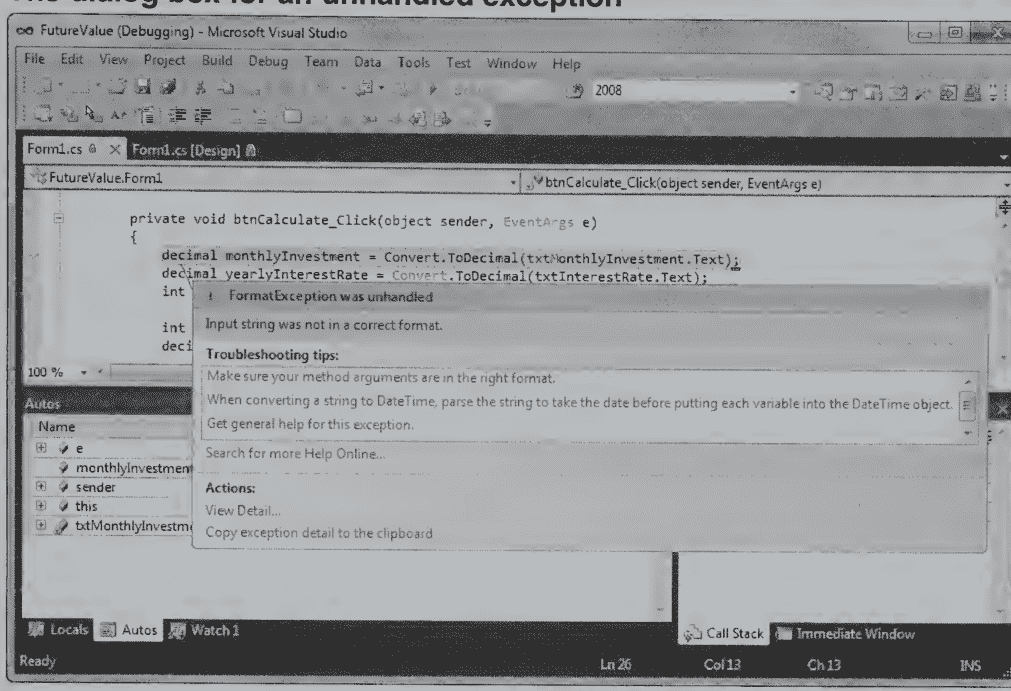 The dialog box for an unhandled exception
FutureValue (Debugging) - Microsoft Visual Studio
File Edit View Project Build Debug Team Data Tools Test Window Help
2008
Form1.cs Form1.cs [Design]
FutureValue.Form1 btnCalculate_Click(object sender, EventArgs e)
private void btnCalculate_Click(object sender, EventArgs e)
{
decimal monthlyInvestment = Convert.ToDecimal(txtMonthlyInvestment.Text);
decimal yearlyInterestRate = Convert.ToDecimal(txtInterestRate.Text);
int
! FormatException was unhandled
Input string was not in a correct format.
int
deci
Troubleshooting tips:
100 %
Make sure your method arguments are in the right format.
When converting a string to DateTime, parse the string to take the date before putting each variable into the DateTime object.
Get general help for this exception.
Search for more Help Online...
Actions:
View Detail...
Copy exception detail to the clipboard
Autos
Name
e
monthlyInvestmen
sender
this
txtMonthlyInvestm
Locals Autos Watch 1
Call Stack Immediate Window
Ready Ln 26 Col 13 Ch 13 INS